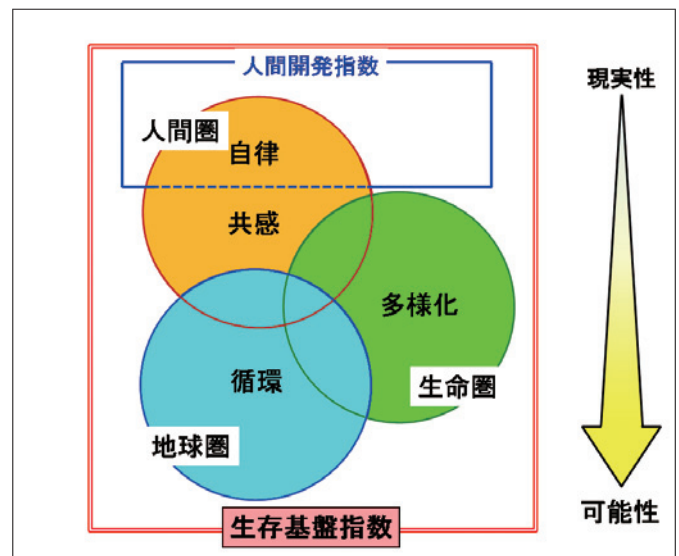 人間開発指数
現実性
人間圏
自律
共感
多様化
循環
生命圏
地球圏
生存基盤指数
可能性